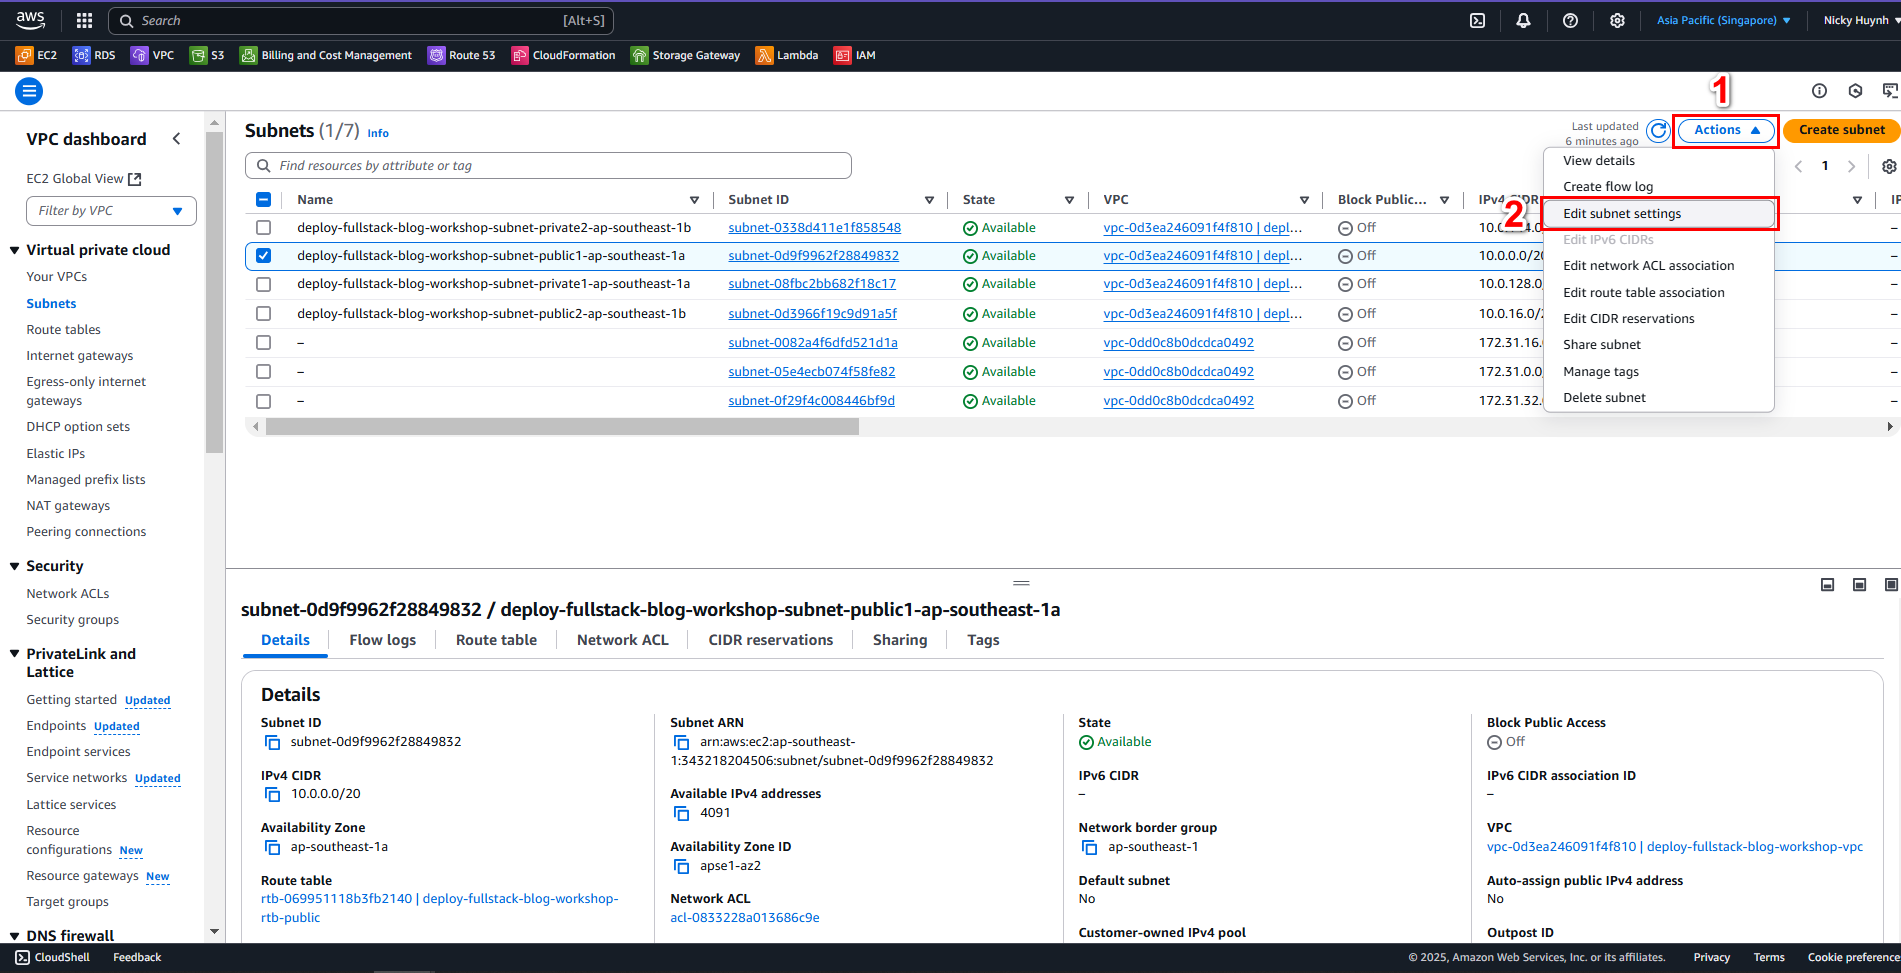 aws
Search
[Alt+S]
Asia Pacific (Singapore)
Nicky Huynh
EC2
RDS
VPC
S3
Billing and Cost Management
Route 53
CloudFormation
Storage Gateway
Lambda
IAM
1
VPC dashboard
EC2 Global View
Filter by VPC
Virtual private cloud
Your VPCs
Subnets
Route tables
Internet gateways
Egress-only internet
gateways
DHCP option sets
Elastic IPs
Managed prefix lists
NAT gateways
Peering connections
Security
Network ACLs
Security groups
PrivateLink and
Lattice
Getting started Updated
Endpoints Updated
Endpoint services
Service networks Updated
Lattice services
Resource
configurations New
Resource gateways New
Target groups
DNS firewall
Subnets (1/7) Info
Last updated
6 minutes ago
Actions
Create subnet
Find resources by attribute or tag
1
View details
Create flow log
2
Edit subnet settings
Edit IPv6 CIDRs
Edit network ACL association
Edit route table association
Edit CIDR reservations
Share subnet
Manage tags
Delete subnet
Name Subnet ID State VPC Block Public... IPv4 CIDR
deploy-fullstack-blog-workshop-subnet-private2-ap-southeast-1b subnet-0338d411e1f858548 Available vpc-0d3ea246091f4f810 | depl... Off –
deploy-fullstack-blog-workshop-subnet-public1-ap-southeast-1a subnet-0d9f9962f28849832 Available vpc-0d3ea246091f4f810 | depl... Off 10.0.0.0/20 –
deploy-fullstack-blog-workshop-subnet-private1-ap-southeast-1a subnet-08fbc2bb682f18c17 Available vpc-0d3ea246091f4f810 | depl... Off 10.0.128.0 –
deploy-fullstack-blog-workshop-subnet-public2-ap-southeast-1b subnet-0d3966f19c9d91a5f Available vpc-0d3ea246091f4f810 | depl... Off 10.0.16.0/ –
– subnet-0082a4f6dfd521d1a Available vpc-0dd0c8b0dcdca0492 Off 172.31.16. –
– subnet-05e4ecb074f58fe82 Available vpc-0dd0c8b0dcdca0492 Off 172.31.0.0 –
– subnet-0f29f4c008446bf9d Available vpc-0dd0c8b0dcdca0492 Off 172.31.32. –
subnet-0d9f9962f28849832 / deploy-fullstack-blog-workshop-subnet-public1-ap-southeast-1a
Details Flow logs Route table Network ACL CIDR reservations Sharing Tags
Details
Subnet ID
subnet-0d9f9962f28849832
IPv4 CIDR
10.0.0.0/20
Availability Zone
ap-southeast-1a
Route table
rtb-069951118b3fb2140 | deploy-fullstack-blog-workshop-
rtb-public
Subnet ARN
arn:aws:ec2:ap-southeast-
1:343218204506:subnet/subnet-0d9f9962f28849832
Available IPv4 addresses
4091
Availability Zone ID
apse1-az2
Network ACL
acl-0833228a013686c9e
State
Available
IPv6 CIDR
–
Network border group
ap-southeast-1
Default subnet
No
Customer-owned IPv4 pool
Block Public Access
Off
IPv6 CIDR association ID
–
VPC
vpc-0d3ea246091f4f810 | deploy-fullstack-blog-workshop-vpc
Auto-assign public IPv4 address
No
Outpost ID
CloudShell
Feedback
© 2025, Amazon Web Services, Inc. or its affiliates.
Privacy
Terms
Cookie preference